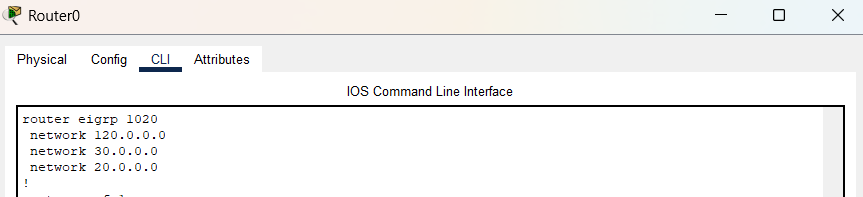 Router0
Physical Config CLI Attributes
IOS Command Line Interface
router eigrp 1020
network 120.0.0.0
network 30.0.0.0
network 20.0.0.0
!